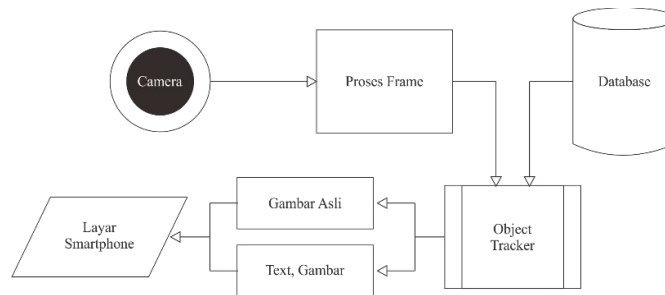 Camera
Proses Frame
Database
Gambar Asli
Layar
Smartphone
Object
Tracker
Text, Gambar